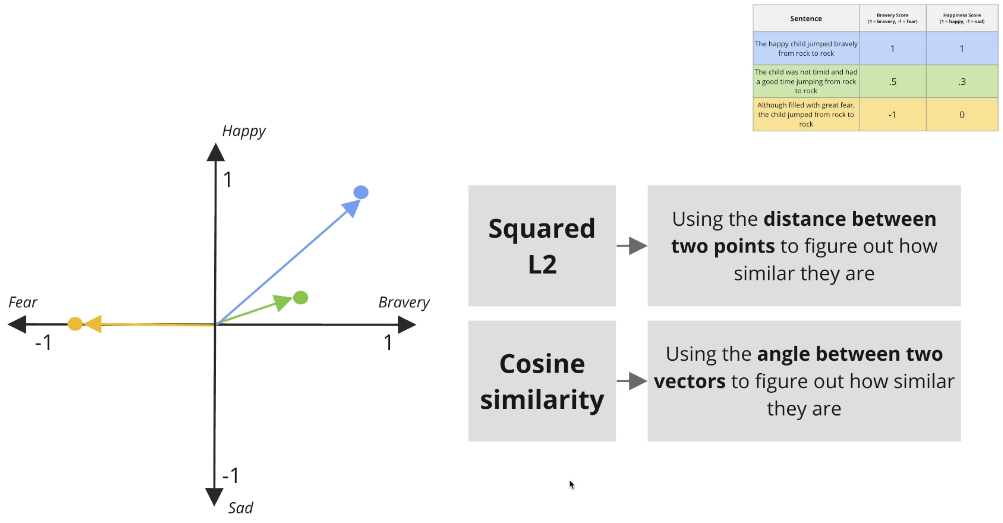 Sentence
Bravery Score
(1 = bravery, -1 = fear)
Happiness Score
(1 = happy, -1 = sad)
The happy child jumped bravely
from rock to rock
1
1
The child was not timid and had
a good time jumping from rock
to rock
.5
.3
Although filled with great fear,
the child jumped from rock to
rock
-1
0
Happy
1
Fear
-1
Bravery
1
-1
Sad
Squared
L2
Using the distance between
two points to figure out how
similar they are
Cosine
similarity
Using the angle between two
vectors to figure out how similar
they are